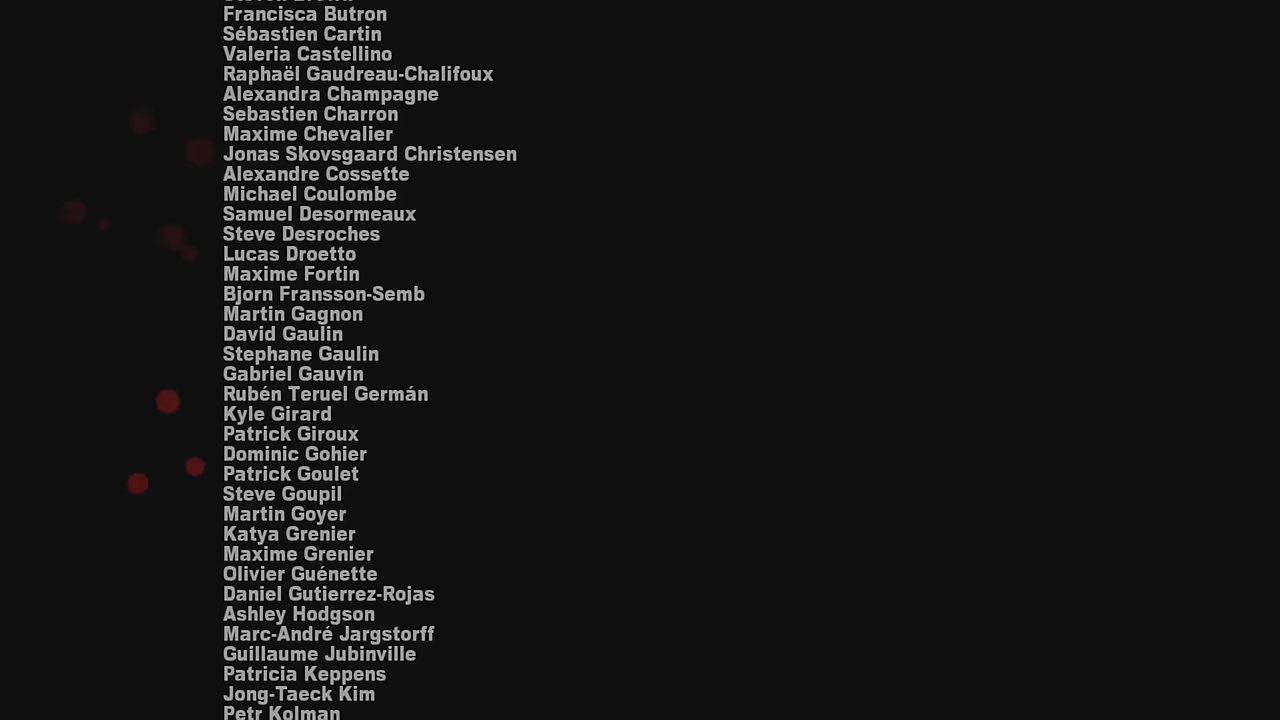 Francisca Butron
Sébastien Cartin
Valeria Castellino
Raphaël Gaudreau-Chalifoux
Alexandra Champagne
Sebastien Charron
Maxime Chevalier
Jonas Skovsgaard Christensen
Alexandre Cossette
Michael Coulombe
Samuel Desormeaux
Steve Desroches
Lucas Droetto
Maxime Fortin
Bjorn Fransson-Semb
Martin Gagnon
David Gaulin
Stephane Gaulin
Gabriel Gauvin
Rubén Teruel Germán
Kyle Girard
Patrick Giroux
Dominic Gohier
Patrick Goulet
Steve Goupil
Martin Goyer
Katya Grenier
Maxime Grenier
Olivier Guénette
Daniel Gutierrez-Rojas
Ashley Hodgson
Marc-André Jargstorff
Guillaume Jubinville
Patricia Keppens
Jong-Taeck Kim
Petr Kolman